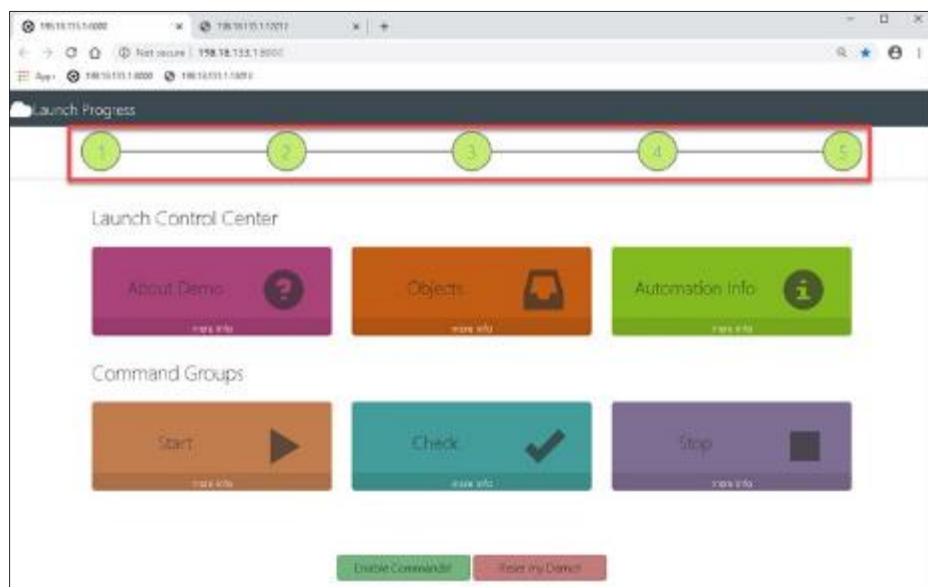 Not secure | 198.18.133.1:8000
Apps
Launch Progress
1 2 3 4 5
Launch Control Center
About Demo
Objects
Automation Info
more info
more info
more info
Command Groups
Start
Check
Stop
more info
more info
more info
Enable Commands!
Reset my Demo!